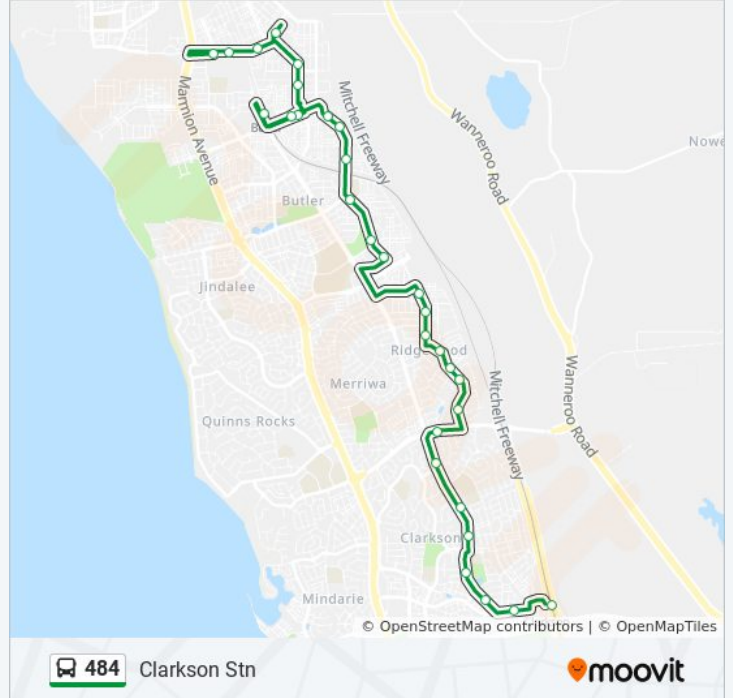 Mitchell Freeway
Marmion Avenue
Wanneroo Road
Nowe
B
Butler
Jindalee
Ridgewood
Merriwa
Mitchell Freeway
Wanneroo Road
Quinns Rocks
Clarkson
Mindarie
© OpenStreetMap contributors | © OpenMapTiles
484 Clarkson Stn
moovit